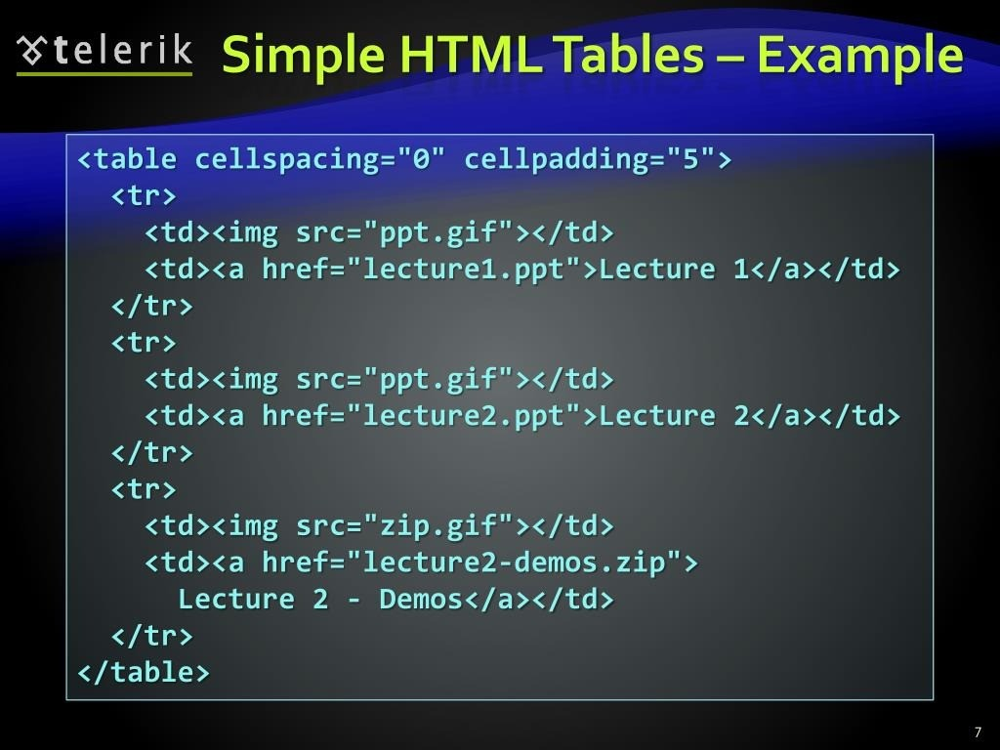 telerik
Simple HTML Tables – Example
<table cellspacing="0" cellpadding="5">
  <tr>
    <td><img src="ppt.gif"></td>
    <td><a href="lecture1.ppt">Lecture 1</a></td>
  </tr>
  <tr>
    <td><img src="ppt.gif"></td>
    <td><a href="lecture2.ppt">Lecture 2</a></td>
  </tr>
  <tr>
    <td><img src="zip.gif"></td>
    <td><a href="lecture2-demos.zip">
      Lecture 2 - Demos</a></td>
  </tr>
</table>
7